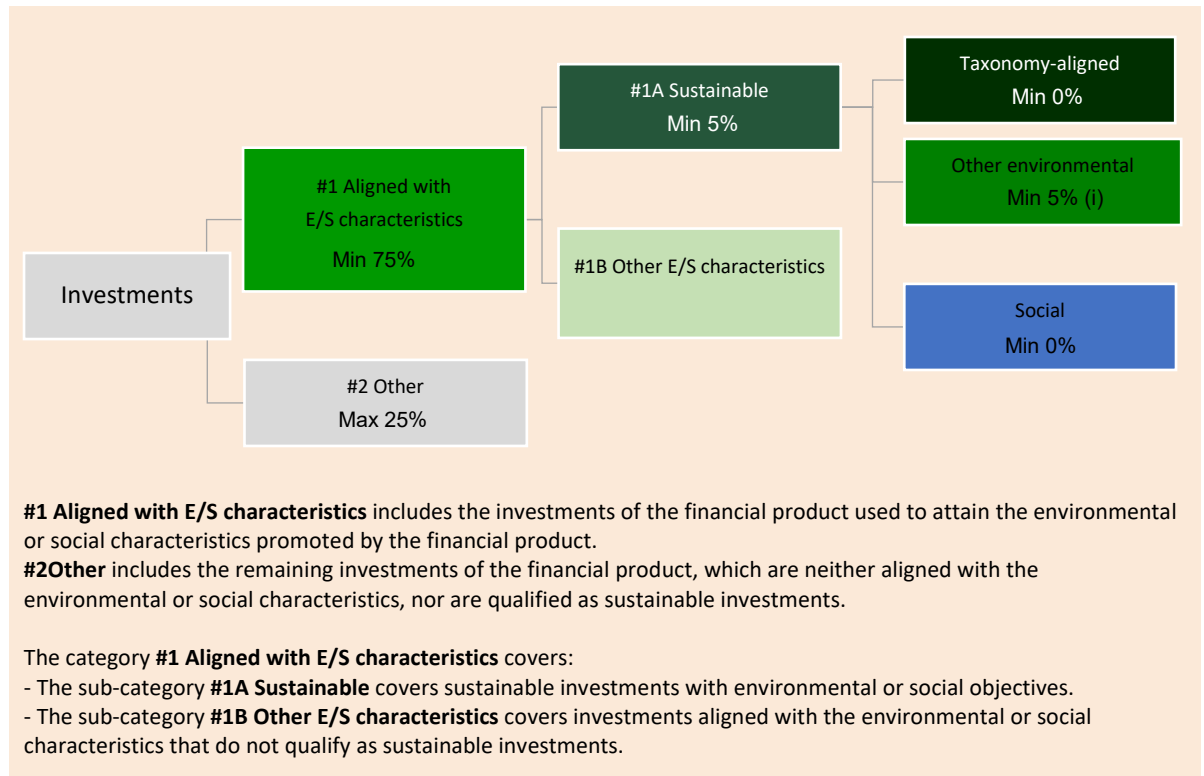 Investments
#1 Aligned with
E/S characteristics
Min 75%
#2 Other
Max 25%
#1A Sustainable
Min 5%
#1B Other E/S characteristics
Taxonomy-aligned
Min 0%
Other environmental
Min 5% (i)
Social
Min 0%
#1 Aligned with E/S characteristics includes the investments of the financial product used to attain the environmental
or social characteristics promoted by the financial product.
#2Other includes the remaining investments of the financial product, which are neither aligned with the
environmental or social characteristics, nor are qualified as sustainable investments.
The category #1 Aligned with E/S characteristics covers:
- The sub-category #1A Sustainable covers sustainable investments with environmental or social objectives.
- The sub-category #1B Other E/S characteristics covers investments aligned with the environmental or social
characteristics that do not qualify as sustainable investments.